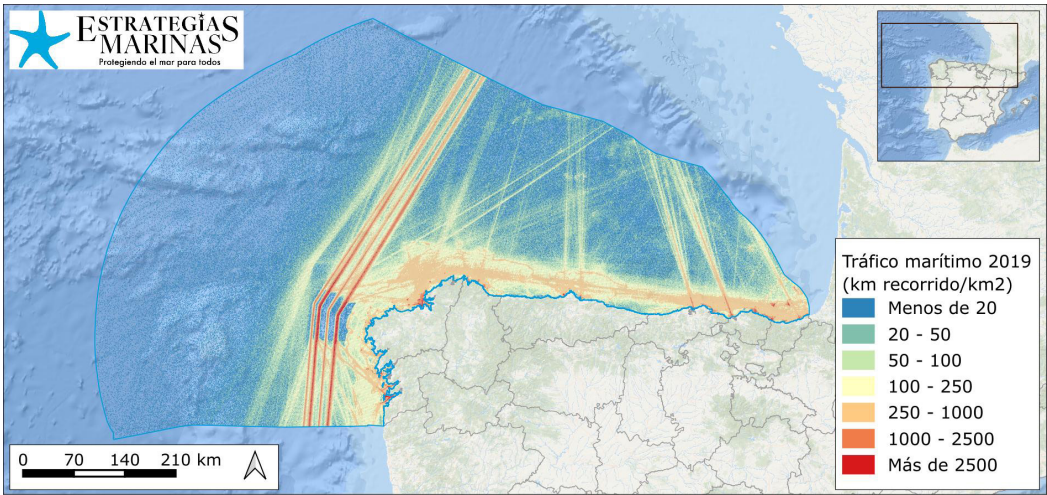 ESTRATEGIAS
MARINAS
Protegiendo el mar para todos
Tráfico marítimo 2019
(km recorrido/km2)
Menos de 20
20 - 50
50 - 100
100 - 250
250 - 1000
1000 - 2500
Más de 2500
0 70 140 210 km